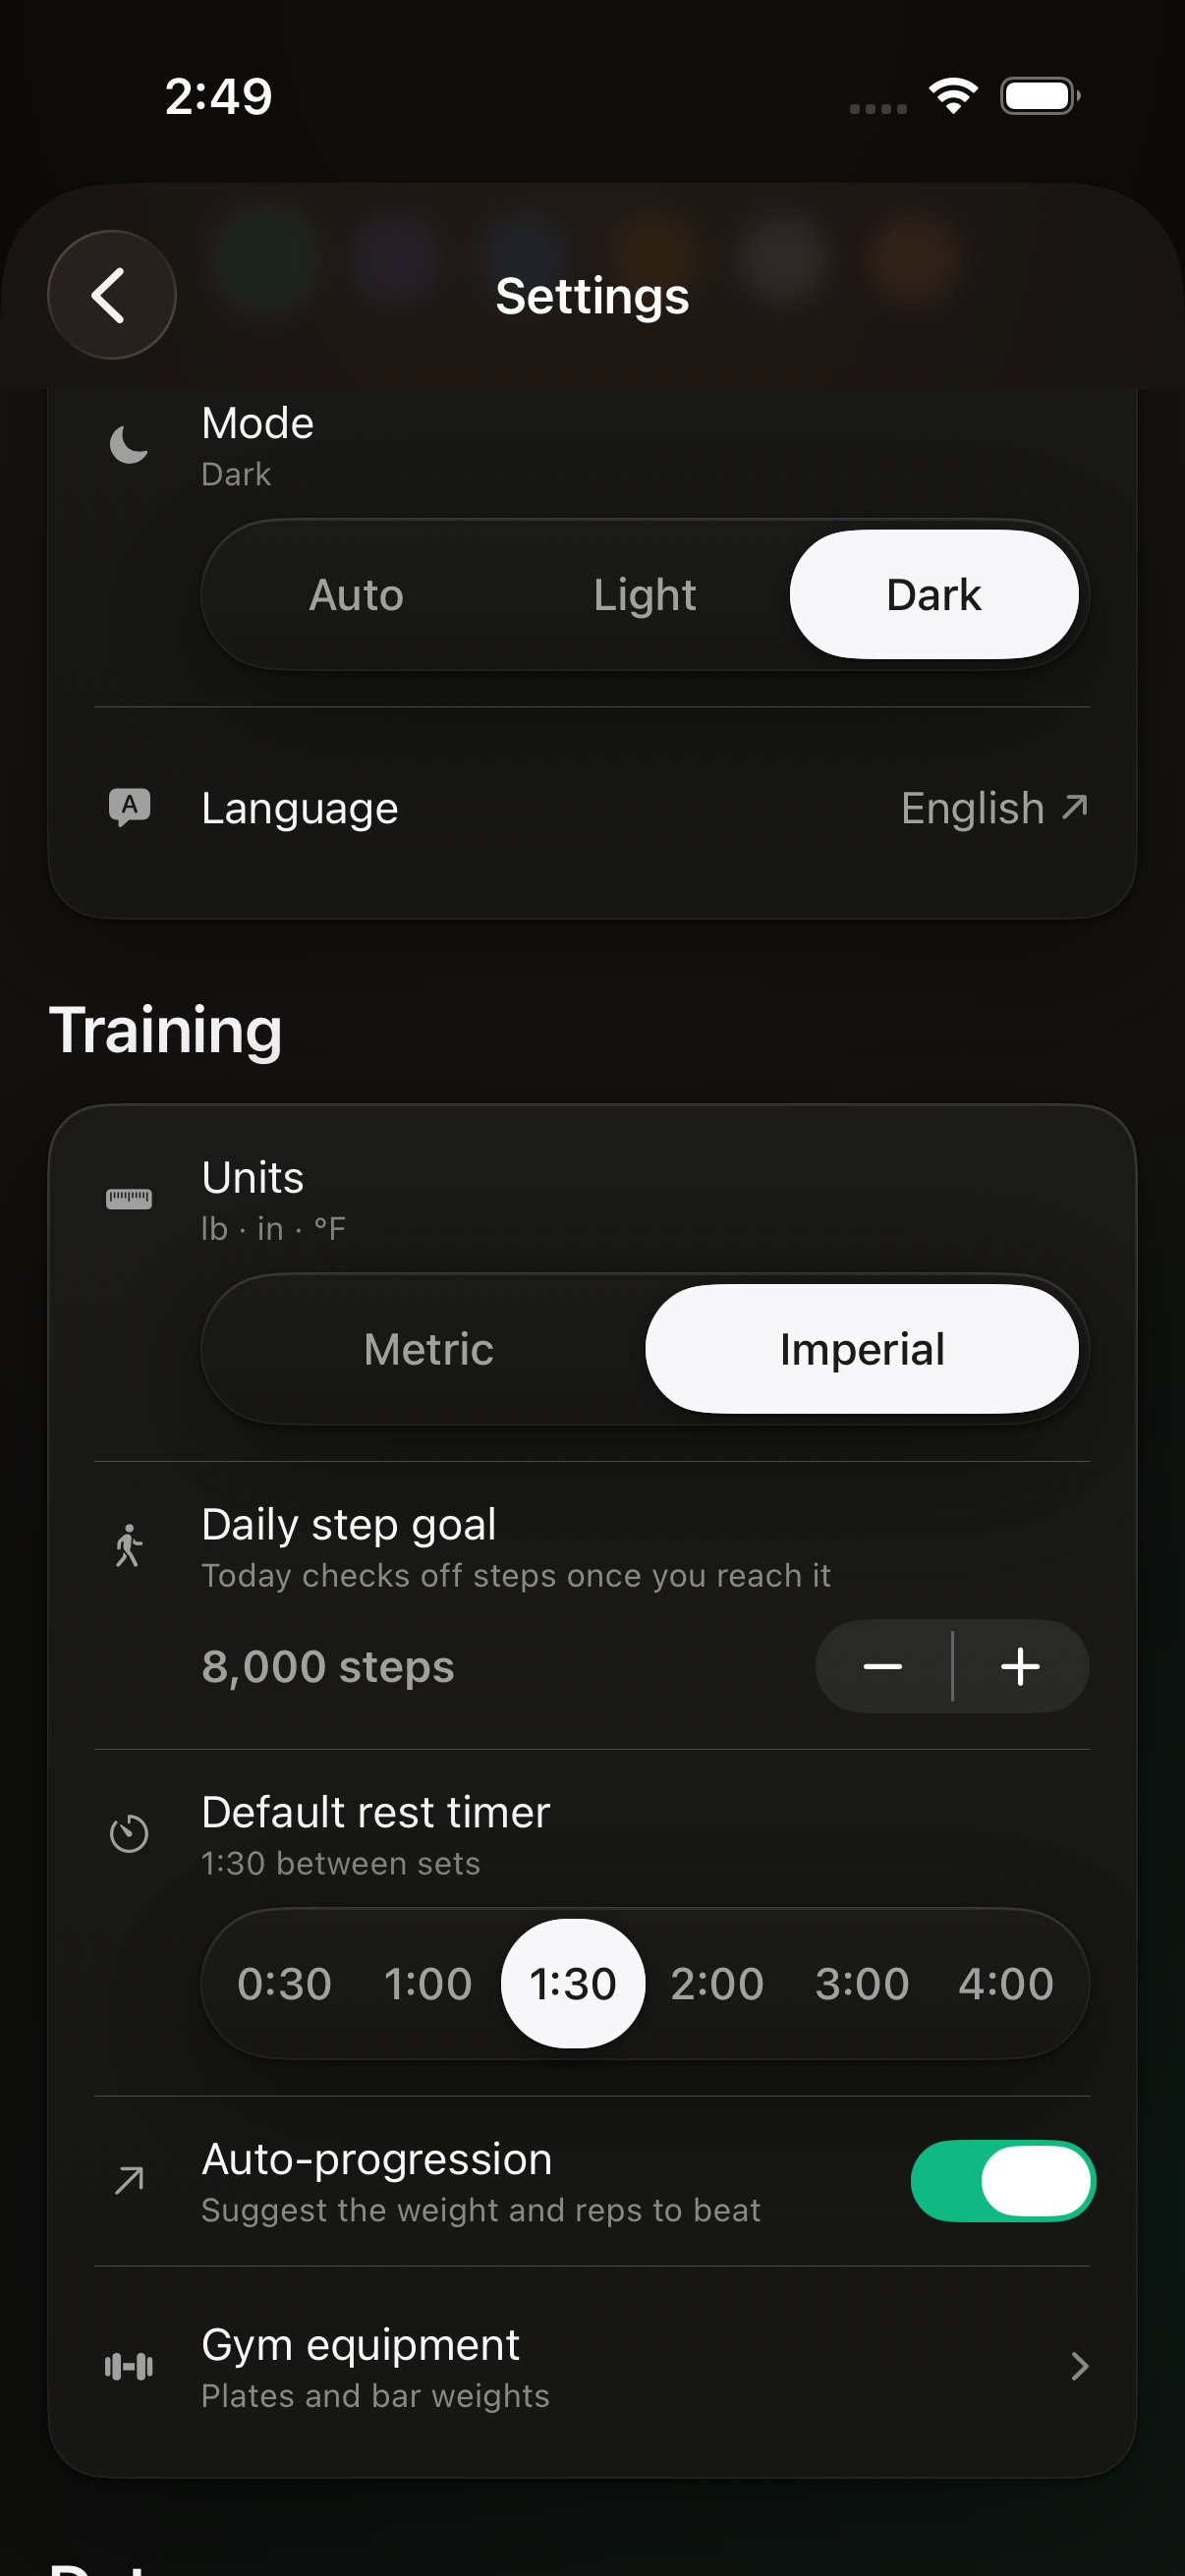 2:49
Settings
Mode
Dark
Auto Light Dark
Language English
Training
Units
lb · in · °F
Metric Imperial
Daily step goal
Today checks off steps once you reach it
8,000 steps
Default rest timer
1:30 between sets
0:30 1:00 1:30 2:00 3:00 4:00
Auto-progression
Suggest the weight and reps to beat
Gym equipment
Plates and bar weights